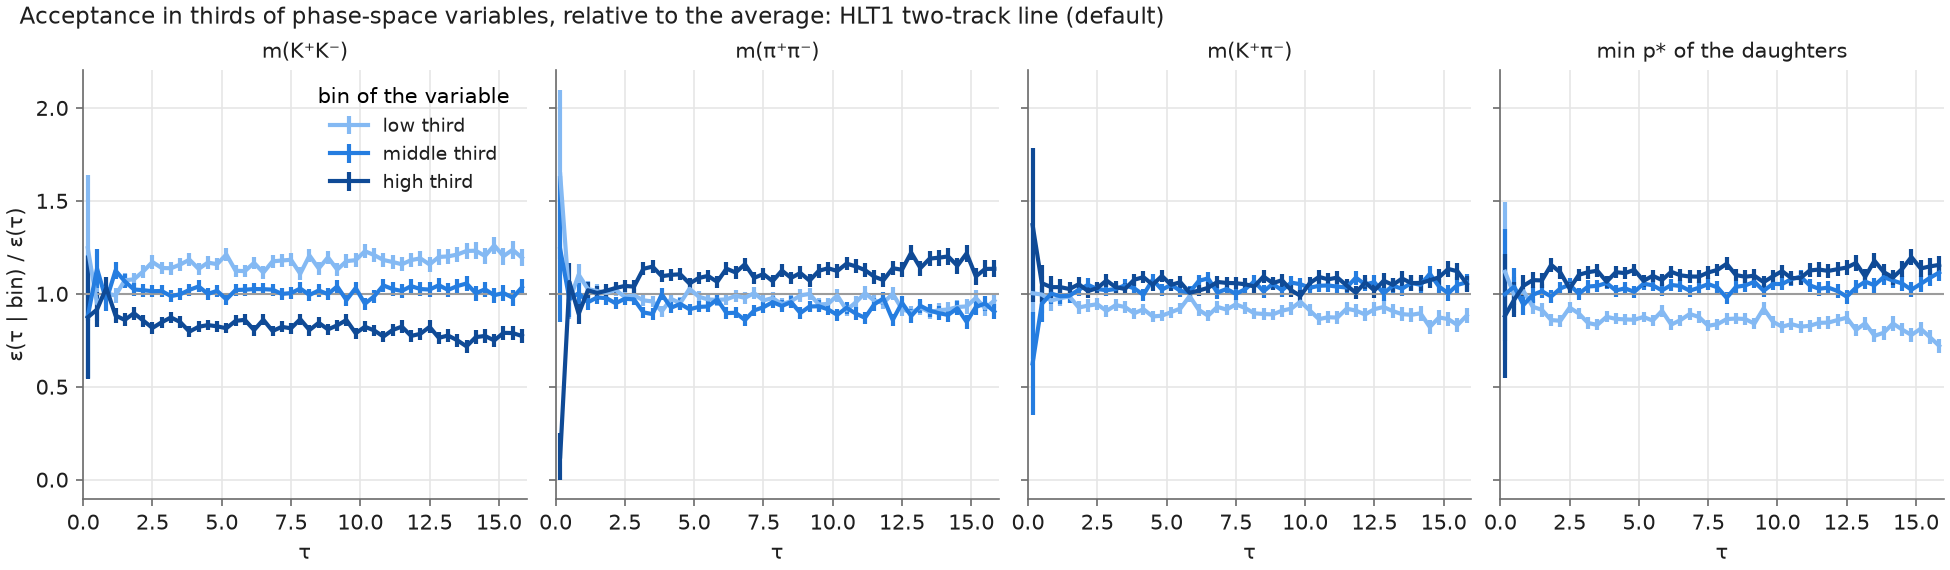 Acceptance in thirds of phase-space variables, relative to the average: HLT1 two-track line (default)
m(K⁺K⁻)
m(π⁺π⁻)
m(K⁺π⁻)
min p* of the daughters
bin of the variable
low third
middle third
high third
ε(τ | bin) / ε(τ)
2.0
1.5
1.0
0.5
0.0
0.0 2.5 5.0 7.5 10.0 12.5 15.0
0.0 2.5 5.0 7.5 10.0 12.5 15.0
0.0 2.5 5.0 7.5 10.0 12.5 15.0
0.0 2.5 5.0 7.5 10.0 12.5 15.0
τ
τ
τ
τ